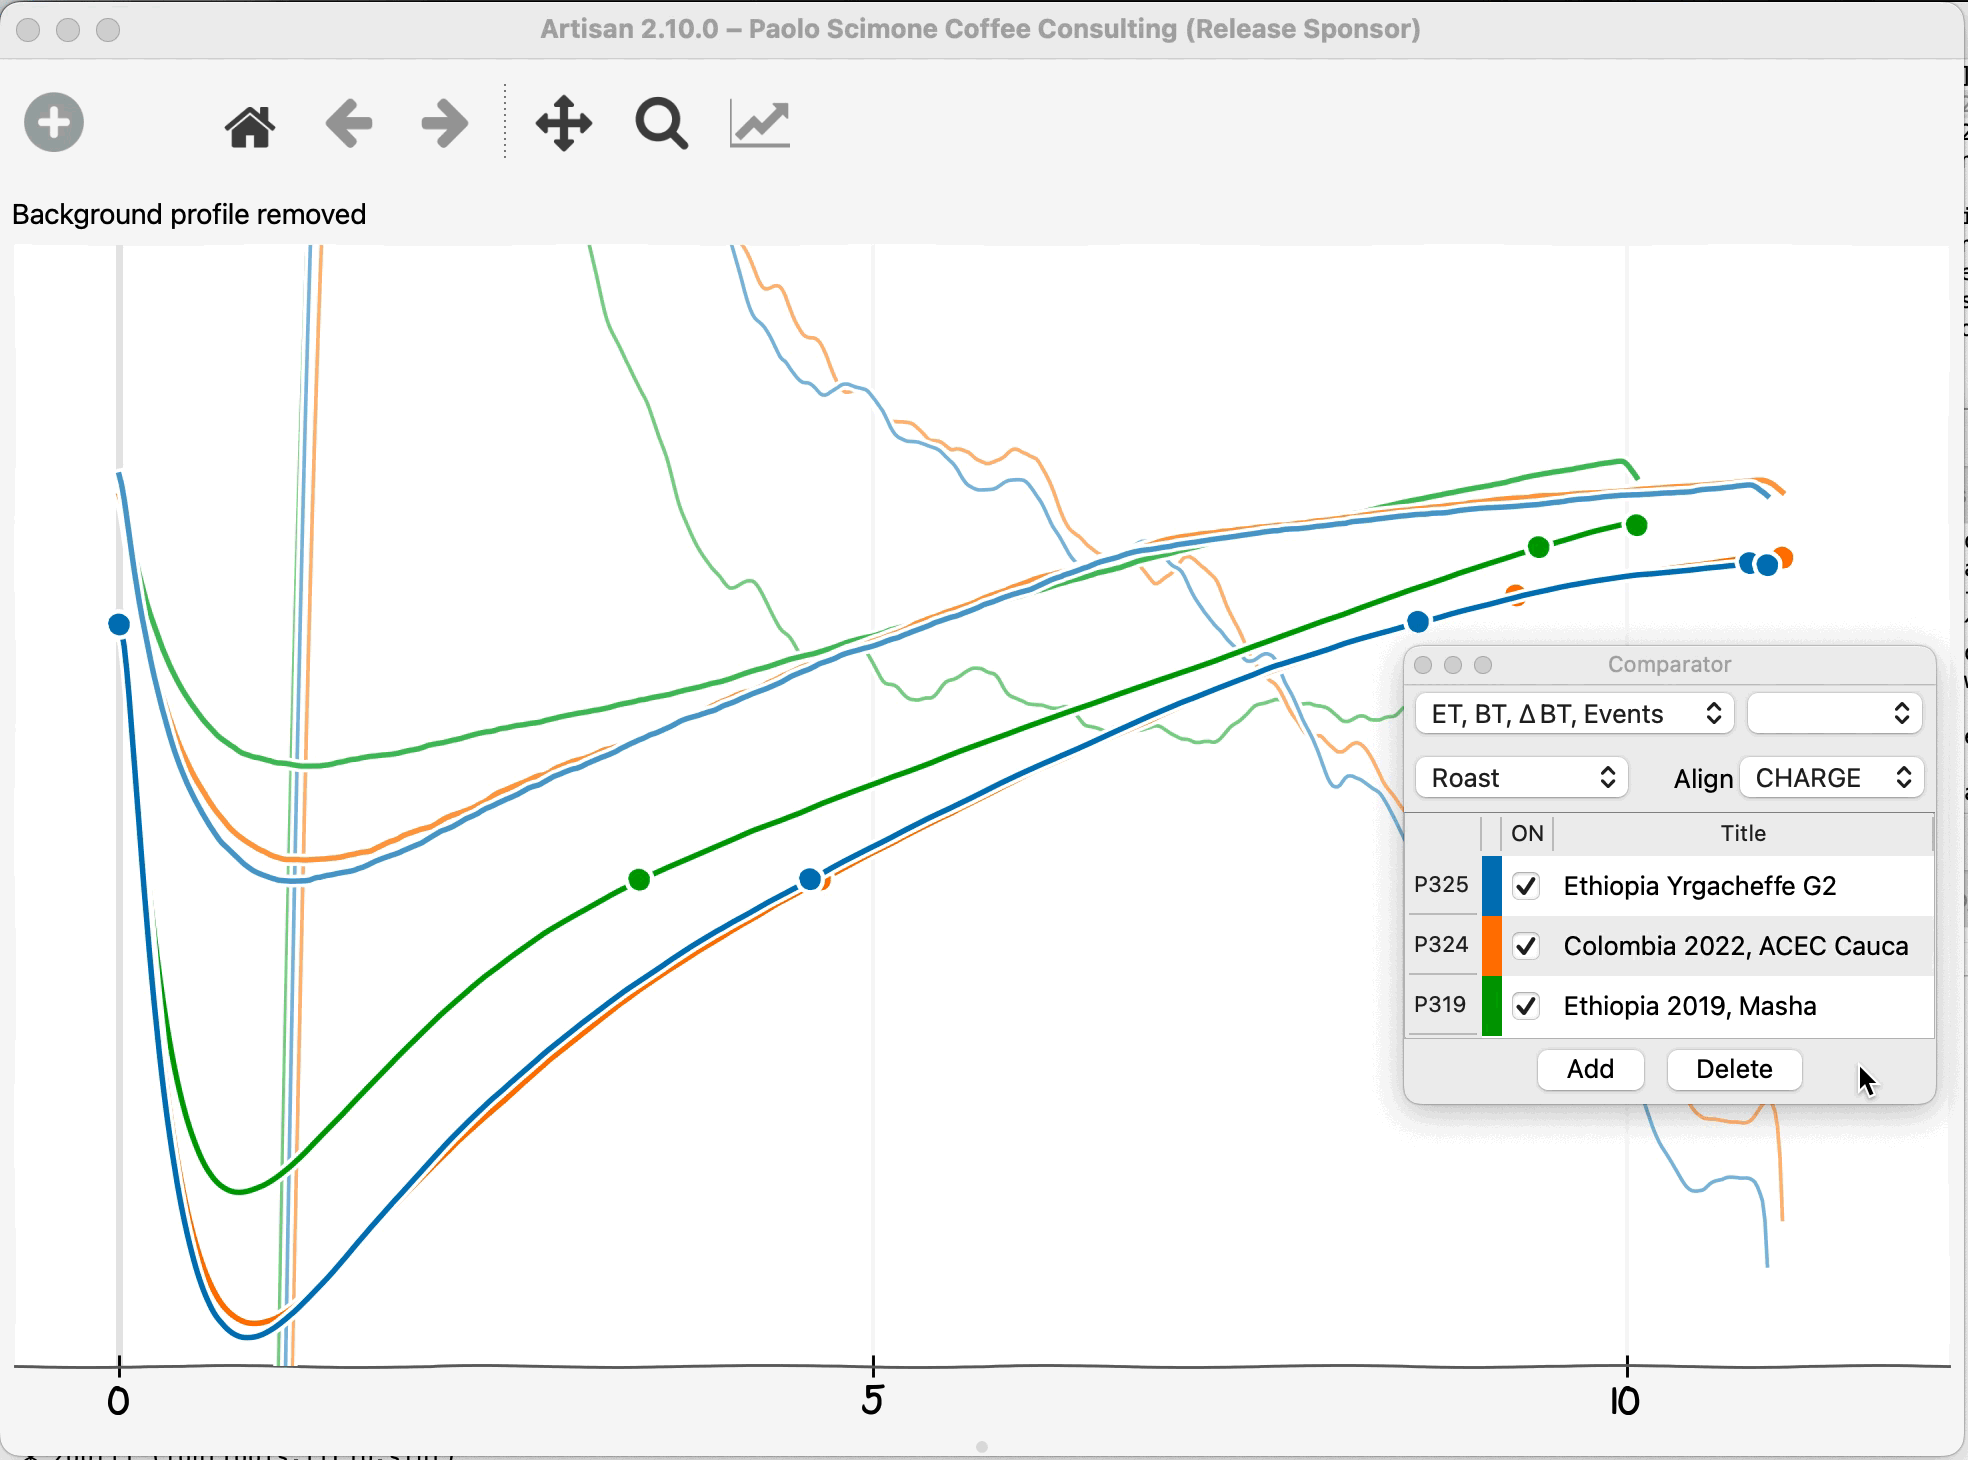 Artisan 2.10.0 – Paolo Scimone Coffee Consulting (Release Sponsor)
Background profile removed
Comparator
ET, BT, Δ BT, Events
Roast Align CHARGE
ON Title
P325 Ethiopia Yrgacheffe G2
P324 Colombia 2022, ACEC Cauca
P319 Ethiopia 2019, Masha
Add Delete
0 5 10